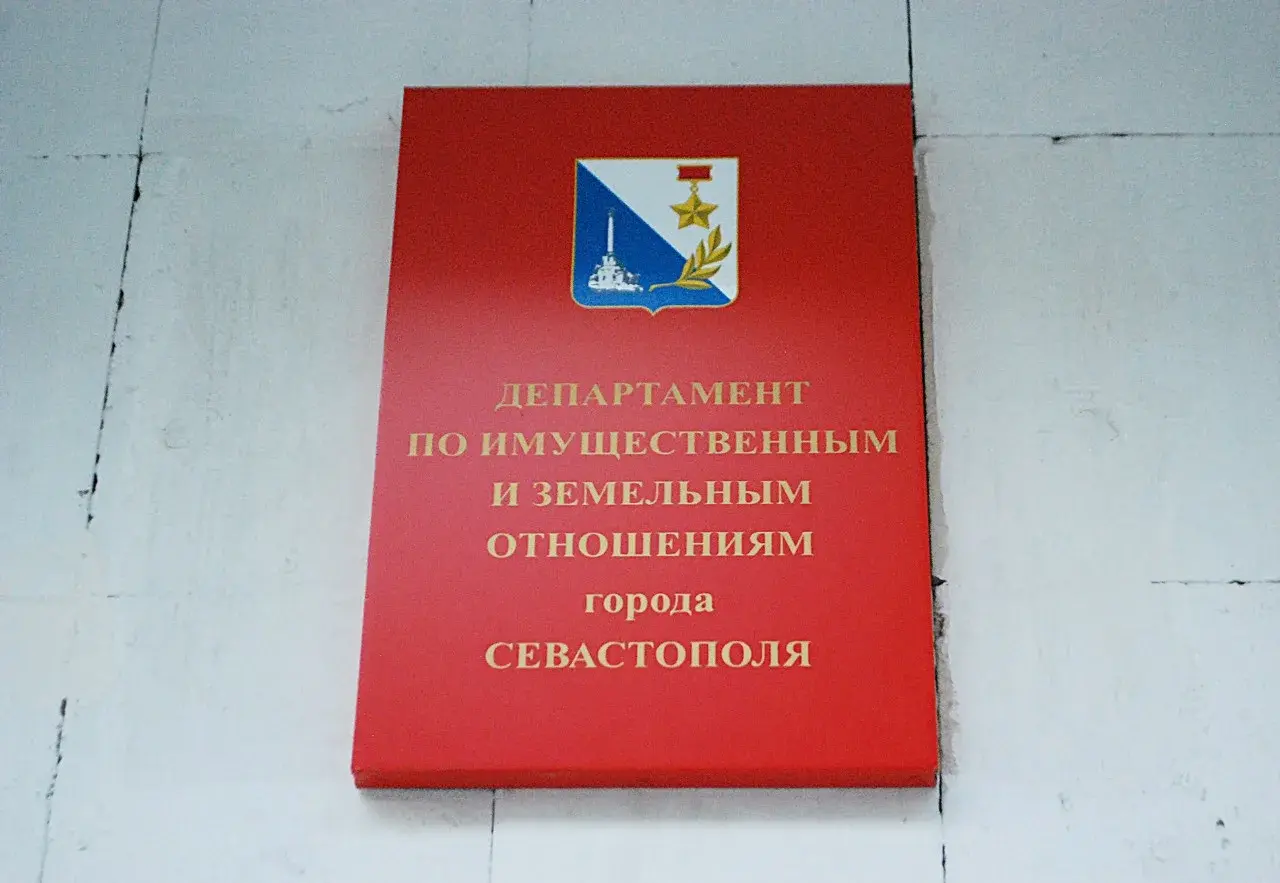 ДЕПАРТАМЕНТ
ПО ИМУЩЕСТВЕННЫМ
И ЗЕМЕЛЬНЫМ
ОТНОШЕНИЯМ
города
СЕВАСТОПОЛЯ